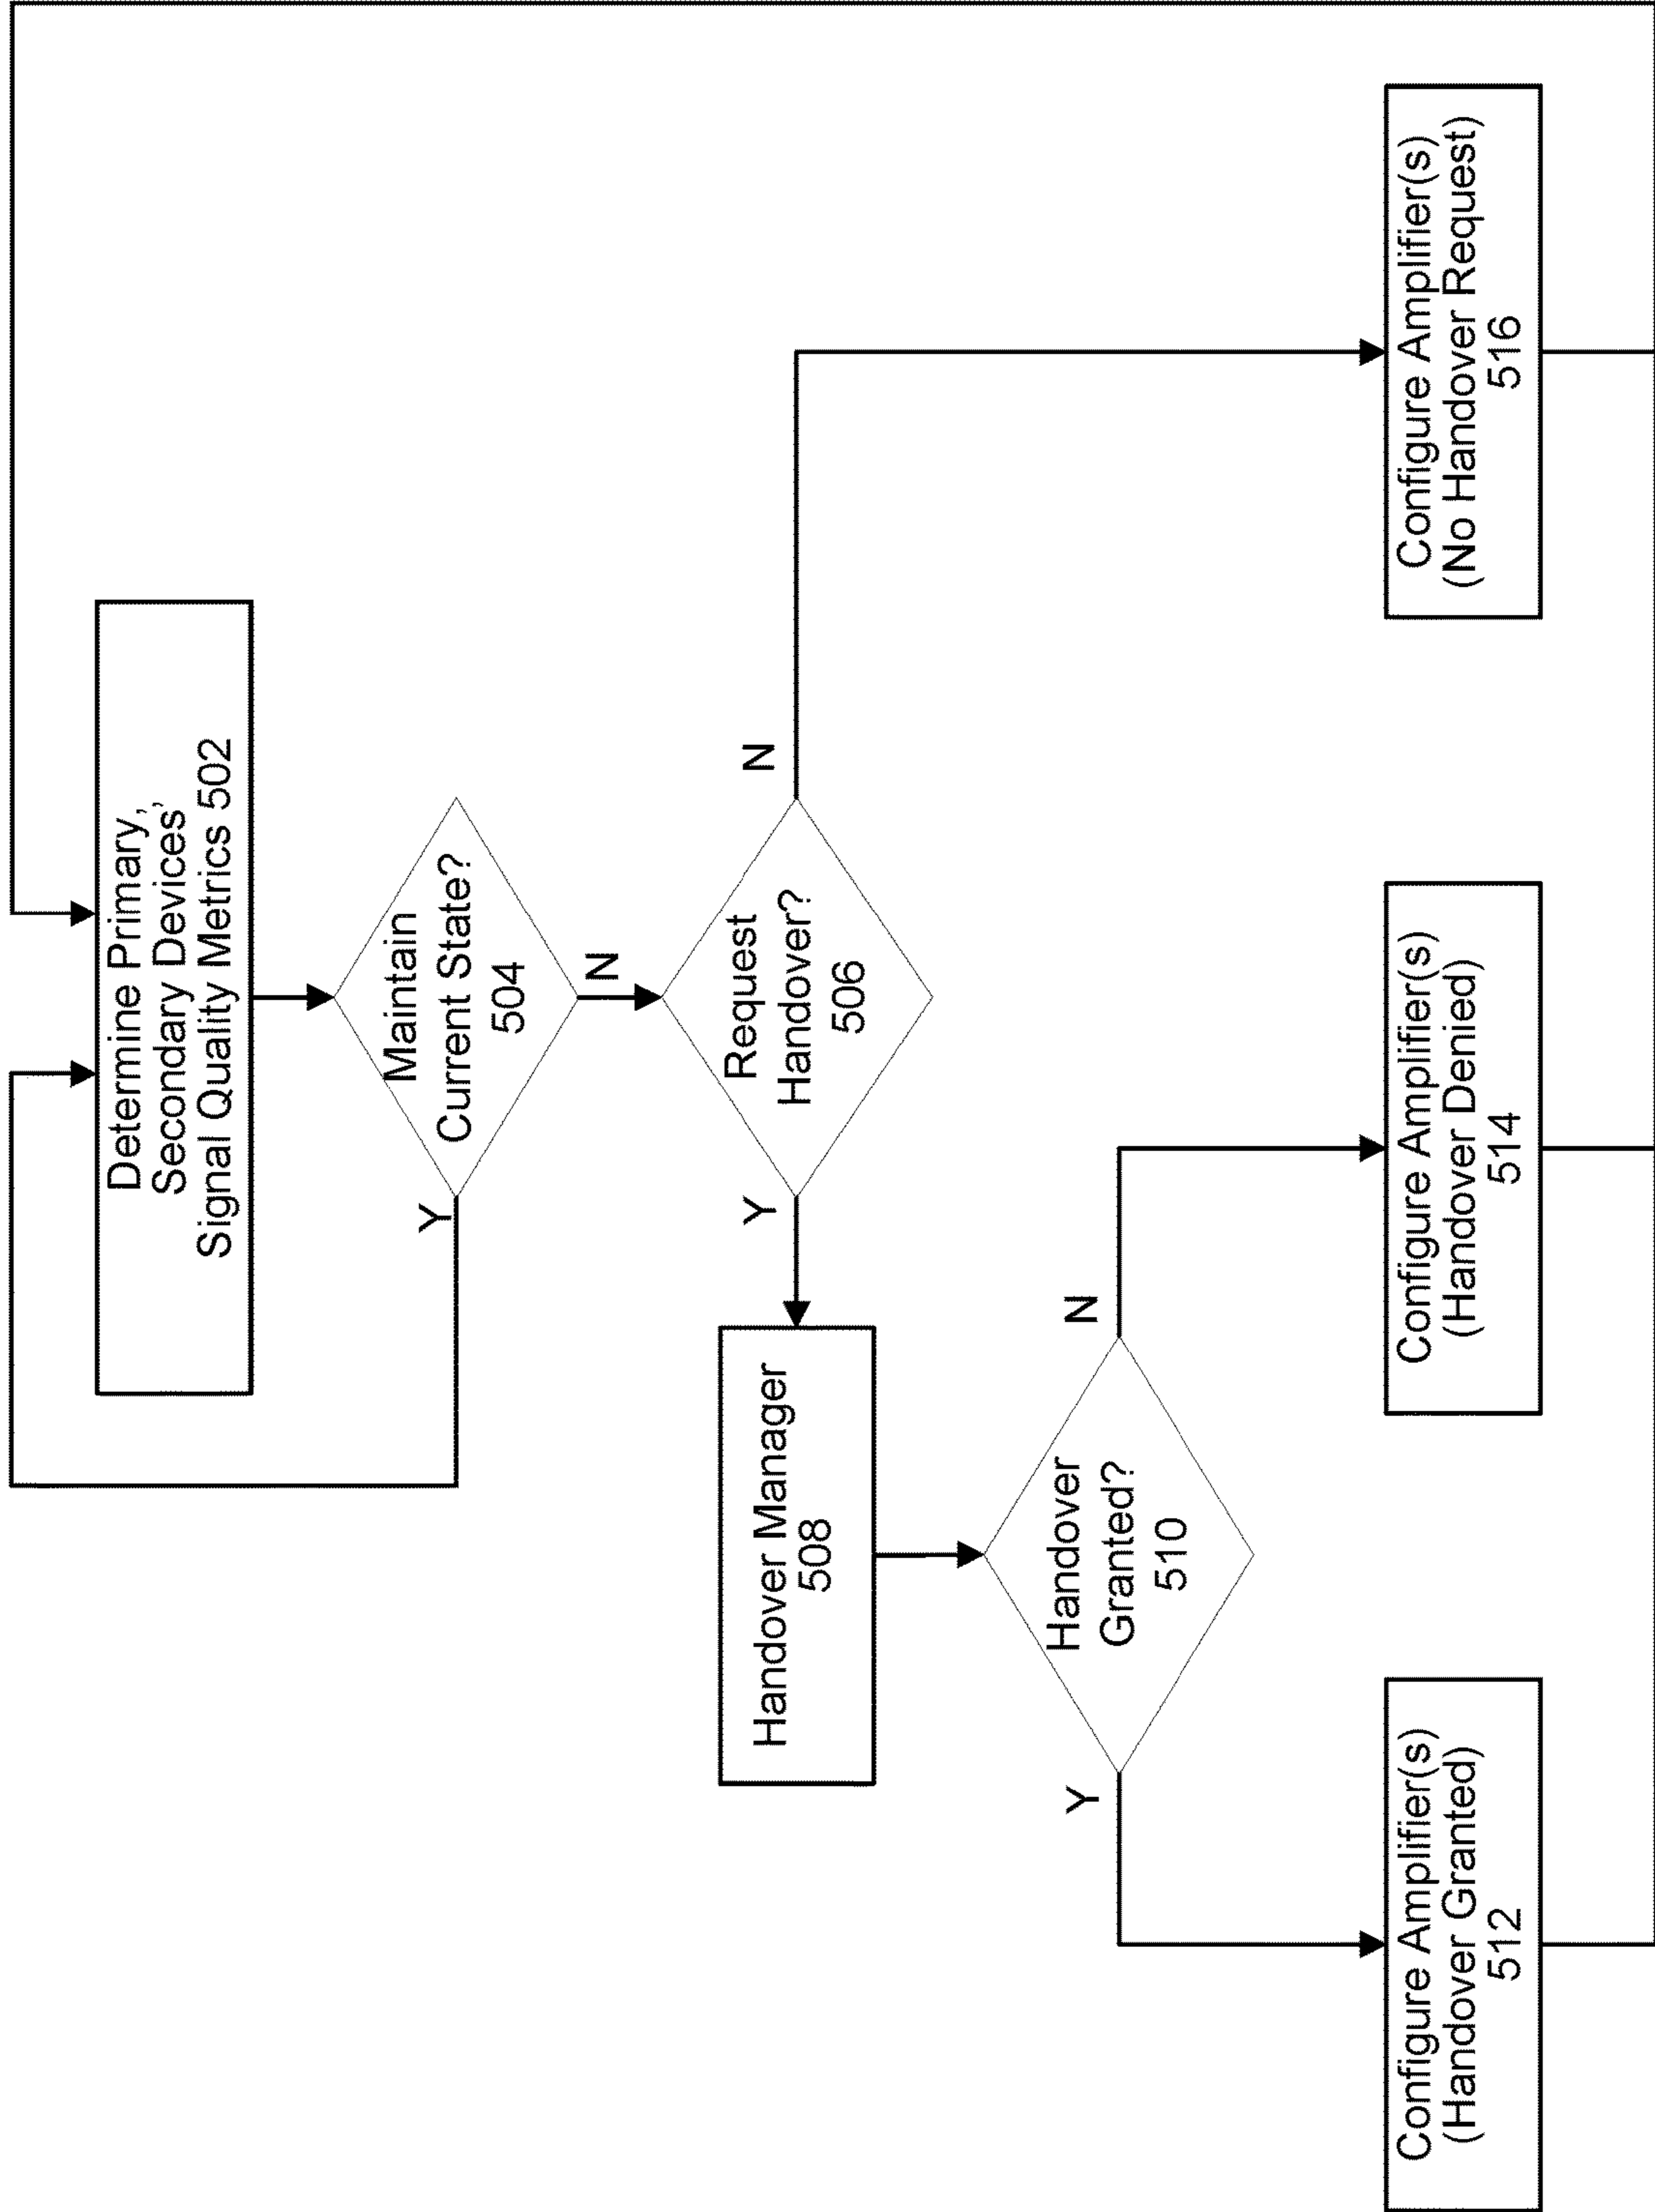 Determine Primary,
Secondary Devices’
Signal Quality Metrics 502
Maintain
Current State?
504
Y
N
Request
Handover?
506
Y
N
Handover Manager
508
Handover
Granted?
510
Y
N
Configure Amplifier(s)
(Handover Granted)
512
Configure Amplifier(s)
(Handover Denied)
514
Configure Amplifier(s)
(No Handover Request)
516